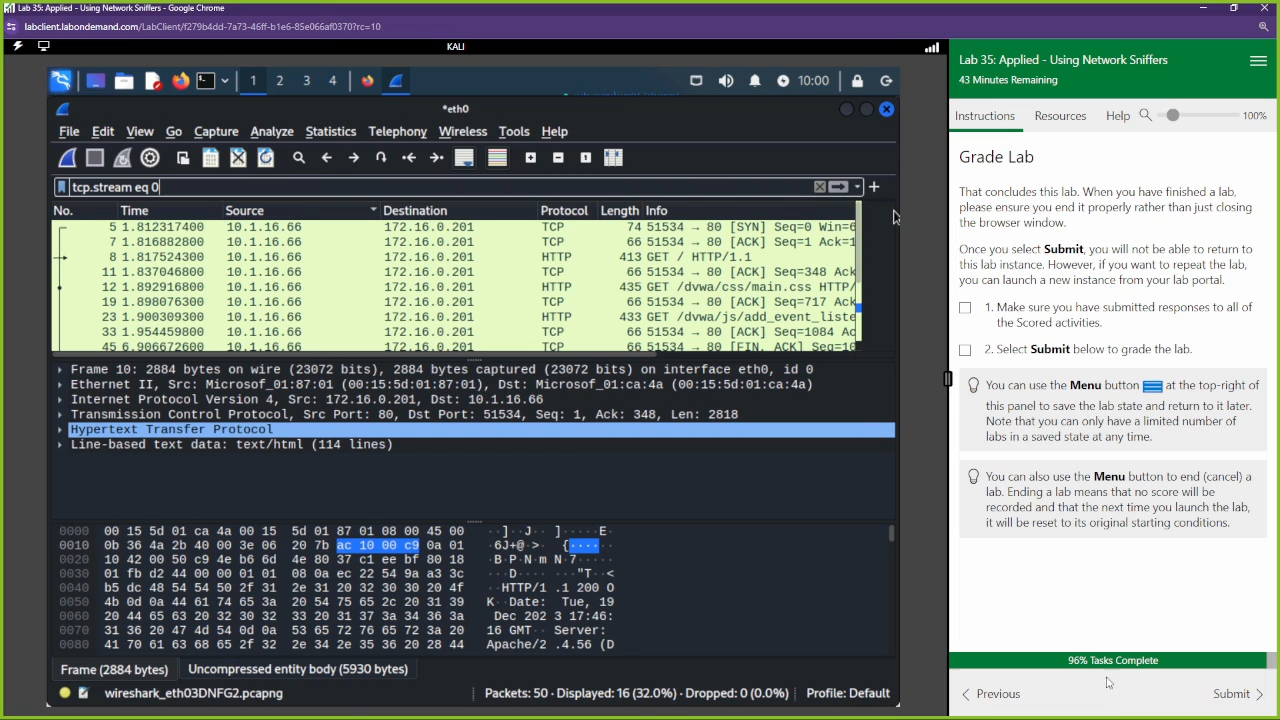 Lab 35: Applied - Using Network Sniffers - Google Chrome
labclient.labondemand.com/LabClient/f279b4dd-7a73-46ff-b1e6-85e066af0370?rc=10
KALI
1 2 3 4
10:00
*eth0
File Edit View Go Capture Analyze Statistics Telephony Wireless Tools Help
tcp.stream eq 0
No. Time Source Destination Protocol Length Info
5 1.812317400 10.1.16.66 172.16.0.201 TCP 74 51534 → 80 [SYN] Seq=0 Win=6
7 1.816882800 10.1.16.66 172.16.0.201 TCP 66 51534 → 80 [ACK] Seq=1 Ack=1
8 1.817524300 10.1.16.66 172.16.0.201 HTTP 413 GET / HTTP/1.1
11 1.837046800 10.1.16.66 172.16.0.201 TCP 66 51534 → 80 [ACK] Seq=348 Ack
12 1.892916800 10.1.16.66 172.16.0.201 HTTP 435 GET /dvwa/css/main.css HTTP/
19 1.898076300 10.1.16.66 172.16.0.201 TCP 66 51534 → 80 [ACK] Seq=717 Ack
23 1.900309300 10.1.16.66 172.16.0.201 HTTP 433 GET /dvwa/js/add_event_liste
33 1.954459800 10.1.16.66 172.16.0.201 TCP 66 51534 → 80 [ACK] Seq=1084 Ac
45 6.906672600 10.1.16.66 172.16.0.201 TCP 66 51534 → 80 [FIN, ACK] Seq=10
Frame 10: 2884 bytes on wire (23072 bits), 2884 bytes captured (23072 bits) on interface eth0, id 0
Ethernet II, Src: Microsof_01:87:01 (00:15:5d:01:87:01), Dst: Microsof_01:ca:4a (00:15:5d:01:ca:4a)
Internet Protocol Version 4, Src: 172.16.0.201, Dst: 10.1.16.66
Transmission Control Protocol, Src Port: 80, Dst Port: 51534, Seq: 1, Ack: 348, Len: 2818
Hypertext Transfer Protocol
Line-based text data: text/html (114 lines)
0000 00 15 5d 01 ca 4a 00 15 5d 01 87 01 08 00 45 00 ··]··J·· ]·····E·
0010 0b 36 4a 2b 40 00 3e 06 20 7b ac 10 00 c9 0a 01 ·6J+@·>· {······
0020 10 42 00 50 c9 4e b6 6d 4e 80 37 c1 ee bf 80 18 ·B·P·N·m N·7·····
0030 01 fb d2 44 00 00 01 01 08 0a ec 22 54 9a a3 3c ···D···· ···"T··<
0040 b5 dc 48 54 54 50 2f 31 2e 31 20 32 30 30 20 4f ··HTTP/1 .1 200 O
0050 4b 0d 0a 44 61 74 65 3a 20 54 75 65 2c 20 31 39 K··Date: Tue, 19
0060 20 44 65 63 20 32 30 32 33 20 31 37 3a 34 36 3a Dec 202 3 17:46:
0070 31 36 20 47 4d 54 0d 0a 53 65 72 76 65 72 3a 20 16 GMT·· Server:
0080 41 70 61 63 68 65 2f 32 2e 34 2e 35 36 20 28 44 Apache/2 .4.56 (D
Frame (2884 bytes) Uncompressed entity body (5930 bytes)
wireshark_eth03DNFG2.pcapng Packets: 50 · Displayed: 16 (32.0%) · Dropped: 0 (0.0%) Profile: Default
Lab 35: Applied - Using Network Sniffers
43 Minutes Remaining
Instructions Resources Help 100%
Grade Lab
That concludes this lab. When you have finished a lab,
please ensure you end it properly rather than just closing
the browser window.
Once you select Submit, you will not be able to return to
this lab instance. However, if you want to repeat the lab,
you can launch a new instance from your lab portal.
1. Make sure you have submitted responses to all of
the Scored activities.
2. Select Submit below to grade the lab.
You can use the Menu button at the top-right of
this panel to save the lab state and return to it later.
Note that you can only have a limited number of
labs in a saved state at any time.
You can also use the Menu button to end (cancel) a
lab. Ending a lab means that no score will be
recorded and that the next time you launch the lab,
it will be reset to its original starting conditions.
96% Tasks Complete
Previous Submit